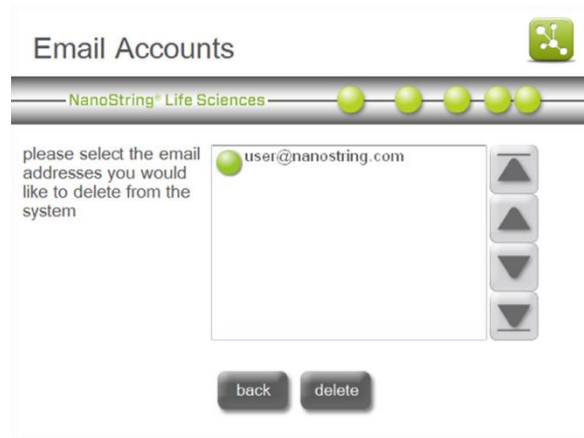 Email Accounts
NanoString® Life Sciences
please select the email
addresses you would
like to delete from the
system
user@nanostring.com
back
delete